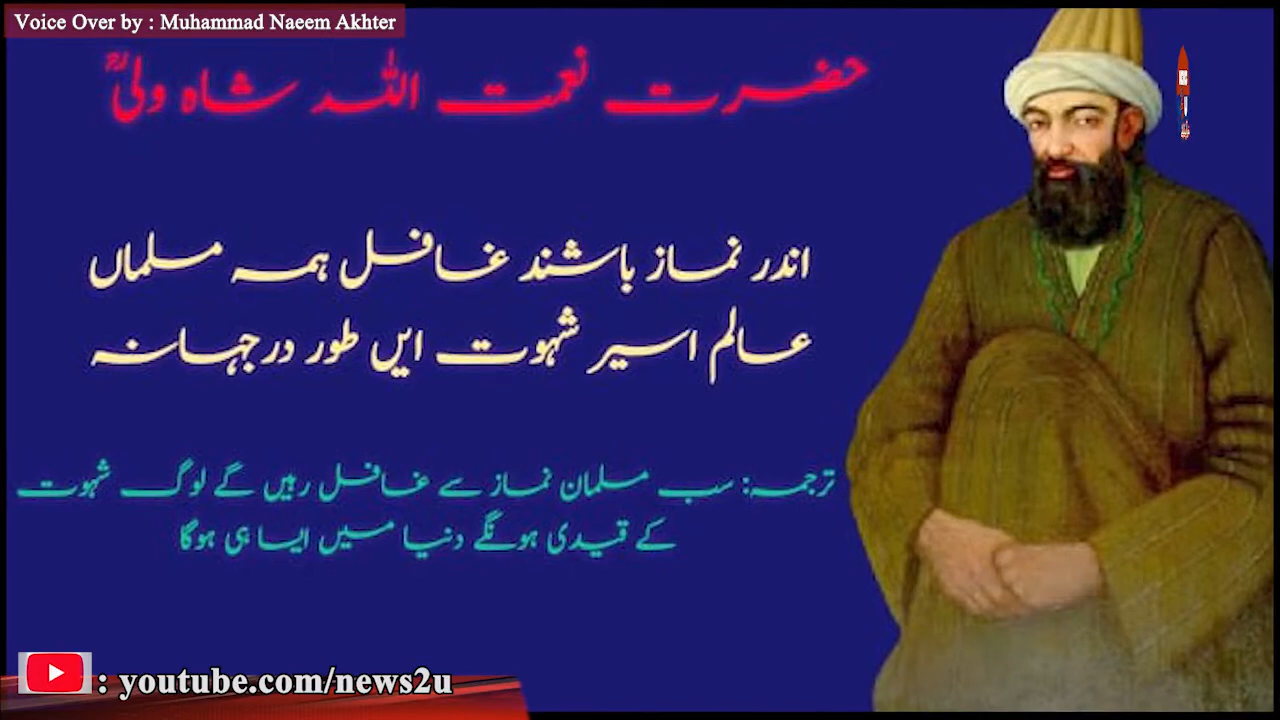 Voice Over by : Muhammad Naeem Akhter
حضرت نعمت اللہ شاہ ولیؒ
اندر نماز باشند غافل ہمہ مسلماں
عالم اسیر شہوت ایں طور درجہانہ
ترجمہ: سب مسلمان نماز سے غافل رہیں گے لوگ شہوت
کے قیدی ہونگے دنیا میں ایسا ہی ہوگا
: youtube.com/news2u